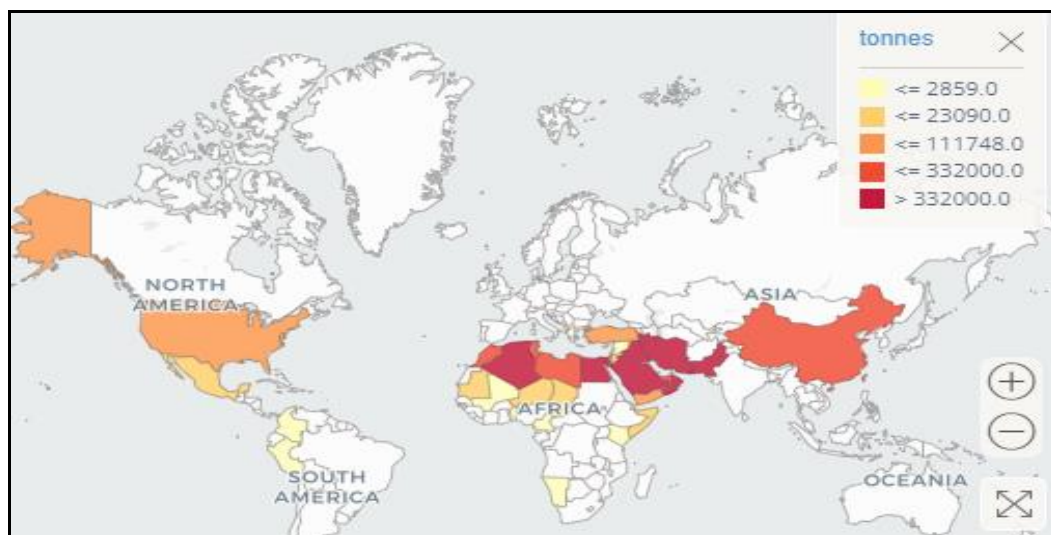 tonnes
<= 2859.0
<= 23090.0
<= 111748.0
<= 332000.0
> 332000.0
NORTH
AMERICA
ASIA
AFRICA
SOUTH
AMERICA
OCEANIA